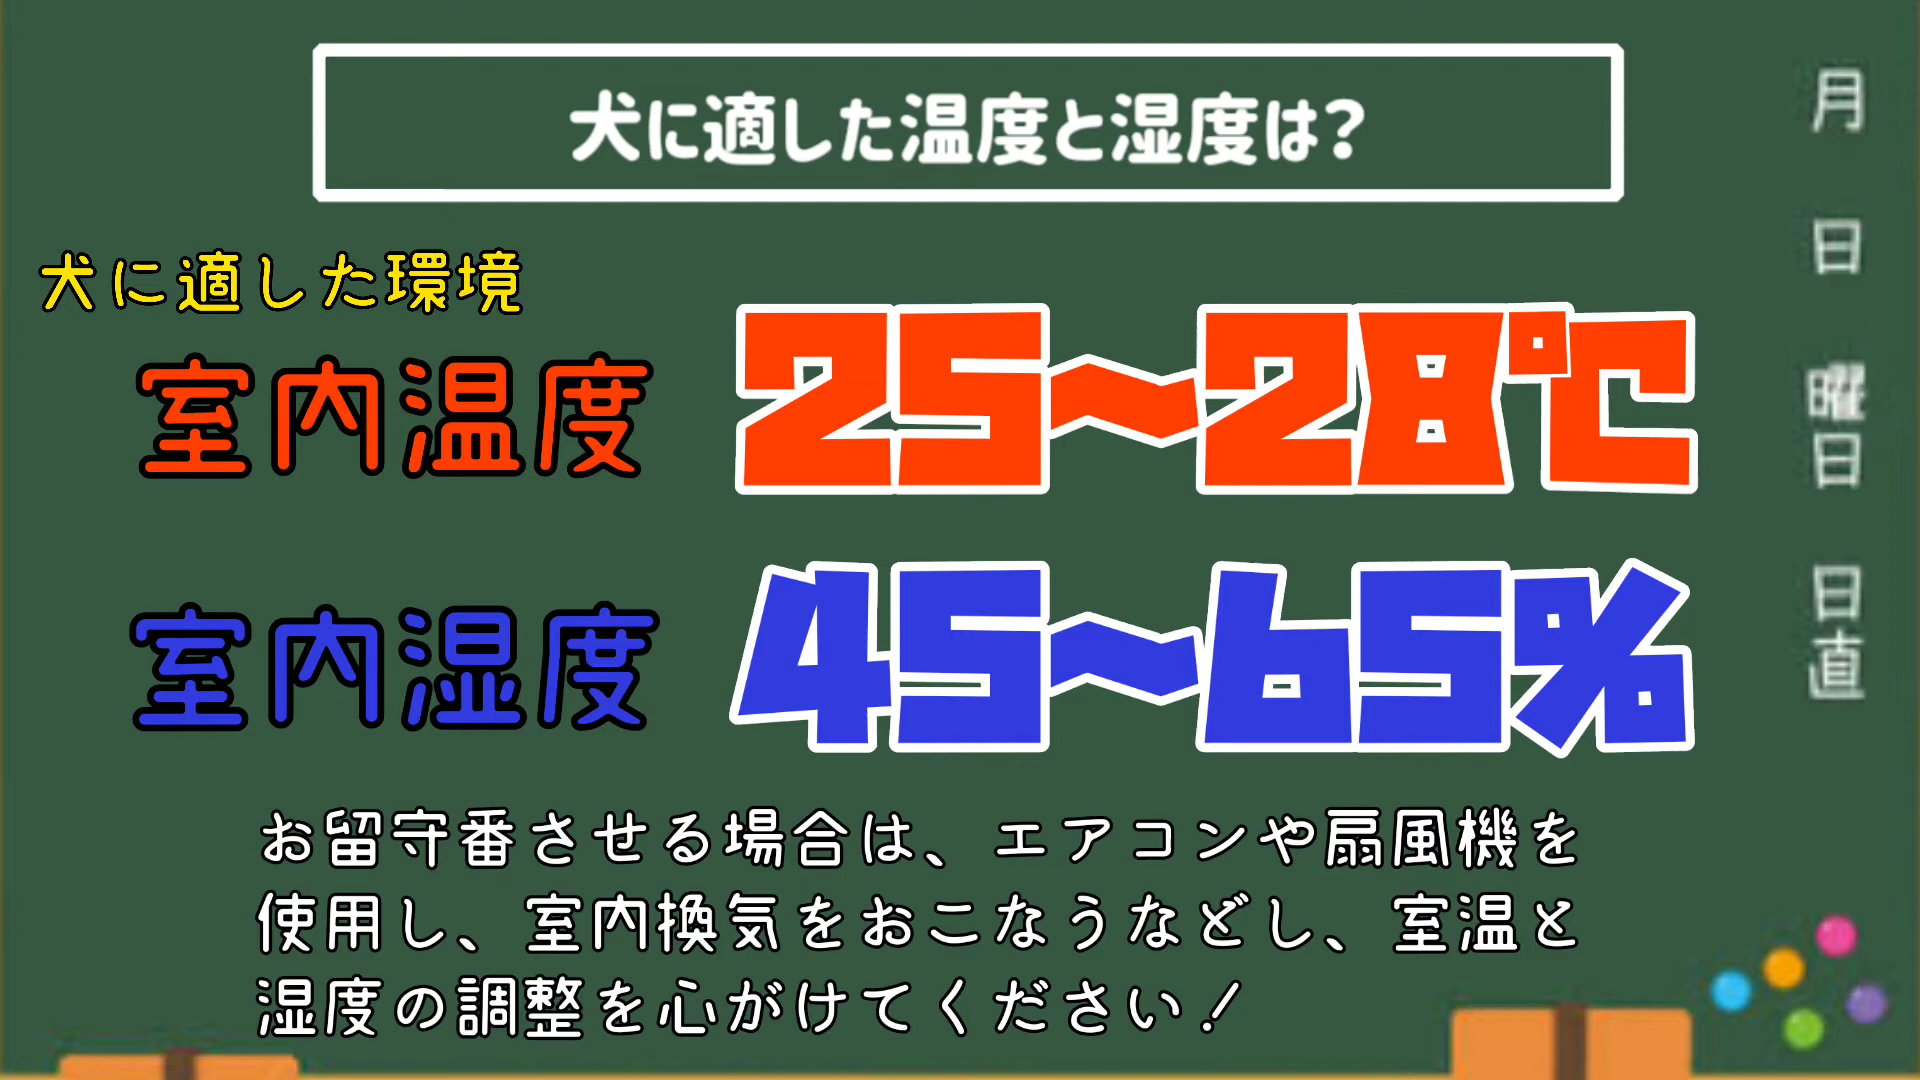 犬に適した温度と湿度は?
犬に適した環境
室内温度 25~28℃
室内湿度 45~65%
お留守番させる場合は、エアコンや扇風機を
使用し、室内換気をおこなうなどし、室温と
湿度の調整を心がけてください!
月 日 曜日 日直